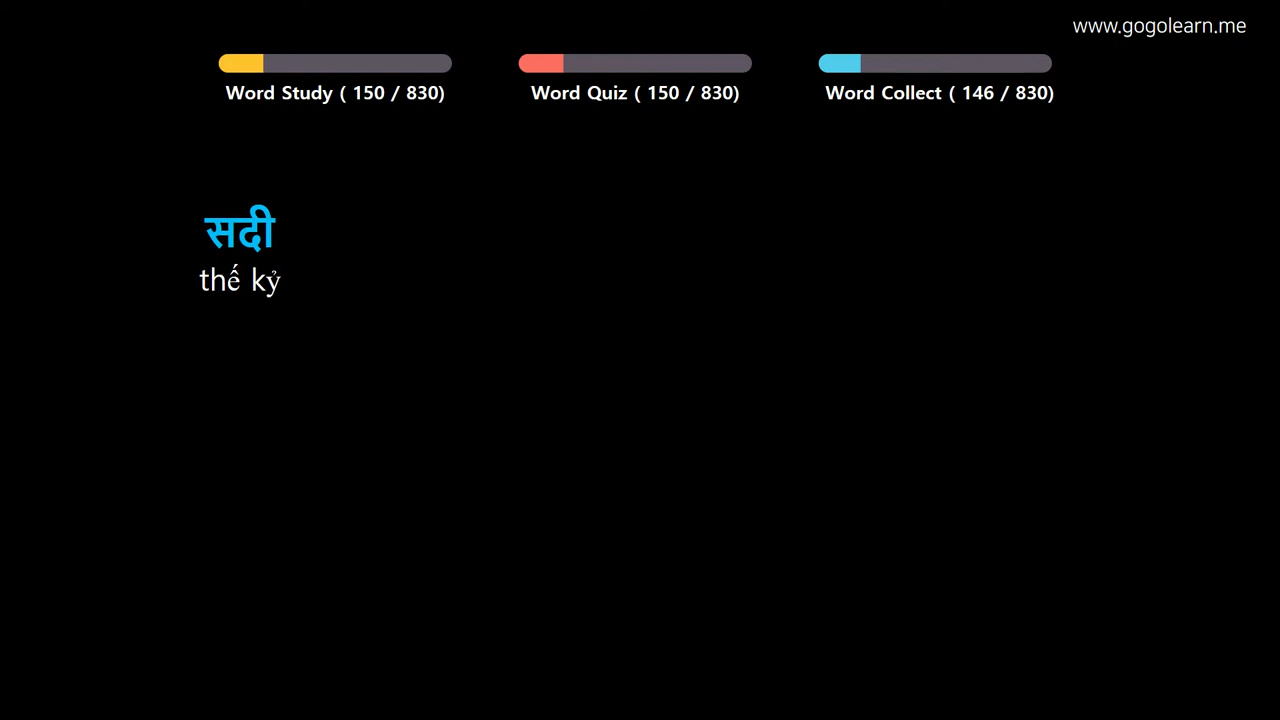 www.gogolearn.me
Word Study ( 150 / 830)
Word Quiz ( 150 / 830)
Word Collect ( 146 / 830)
सदी
thế kỷ